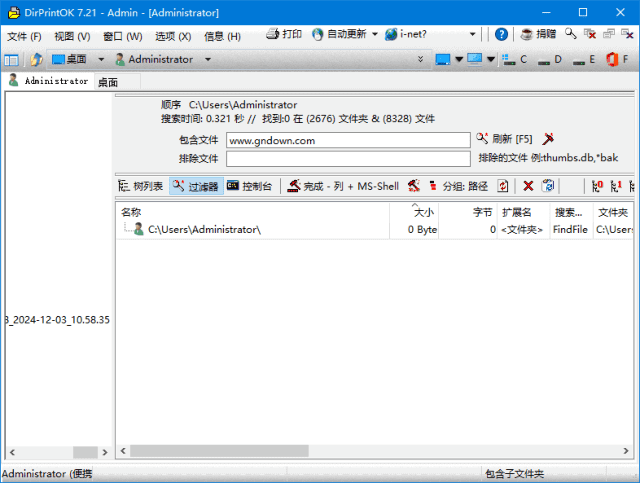 DirPrintOK 7.21 - Admin - [Administrator]
文件 (F) 视图 (V) 窗口 (W) 选项 (X) 信息 (H) 打印 自动更新 i-net? 捐赠
桌面 Administrator C D E F
Administrator 桌面
顺序 C:\Users\Administrator
搜索时间: 0.321 秒 // 找到:0 在 (2676) 文件夹 & (8328) 文件
包含文件 www.gndown.com 刷新 [F5]
排除文件 排除的文件 例:thumbs.db,*bak
树列表 过滤器 控制台 完成 - 列 + MS-Shell 分组: 路径
名称 大小 字节 扩展名 搜索... 文件夹
C:\Users\Administrator\ 0 Byte 0 <文件夹> FindFile C:\Users
3_2024-12-03_10.58.35
Administrator (便携 包含子文件夹